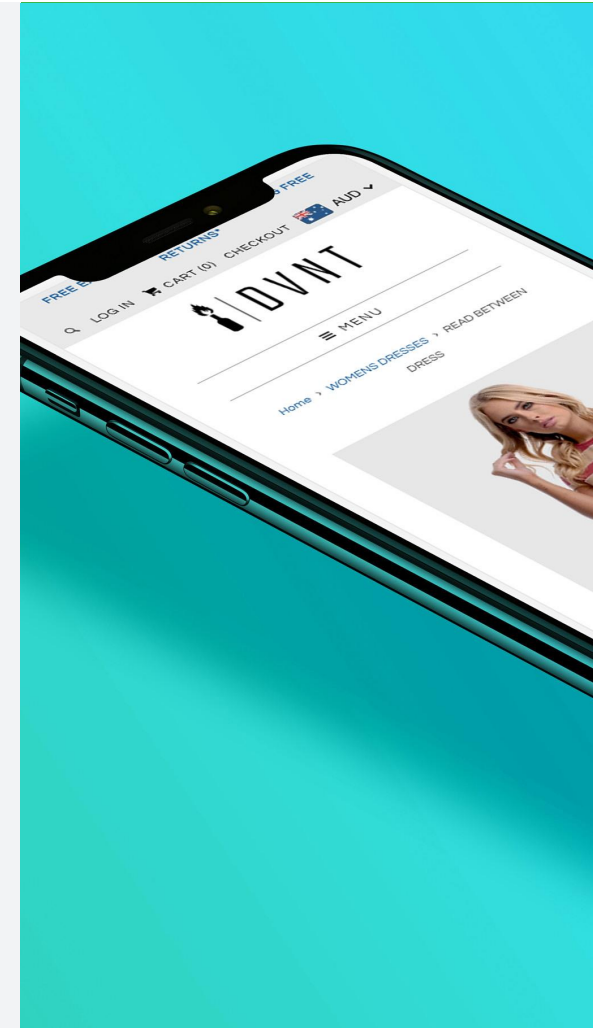 FREE
RETURNS*
FREE
LOG IN CART (0) CHECKOUT AUD
DVNT
MENU
Home > WOMENS DRESSES > READ BETWEEN
DRESS